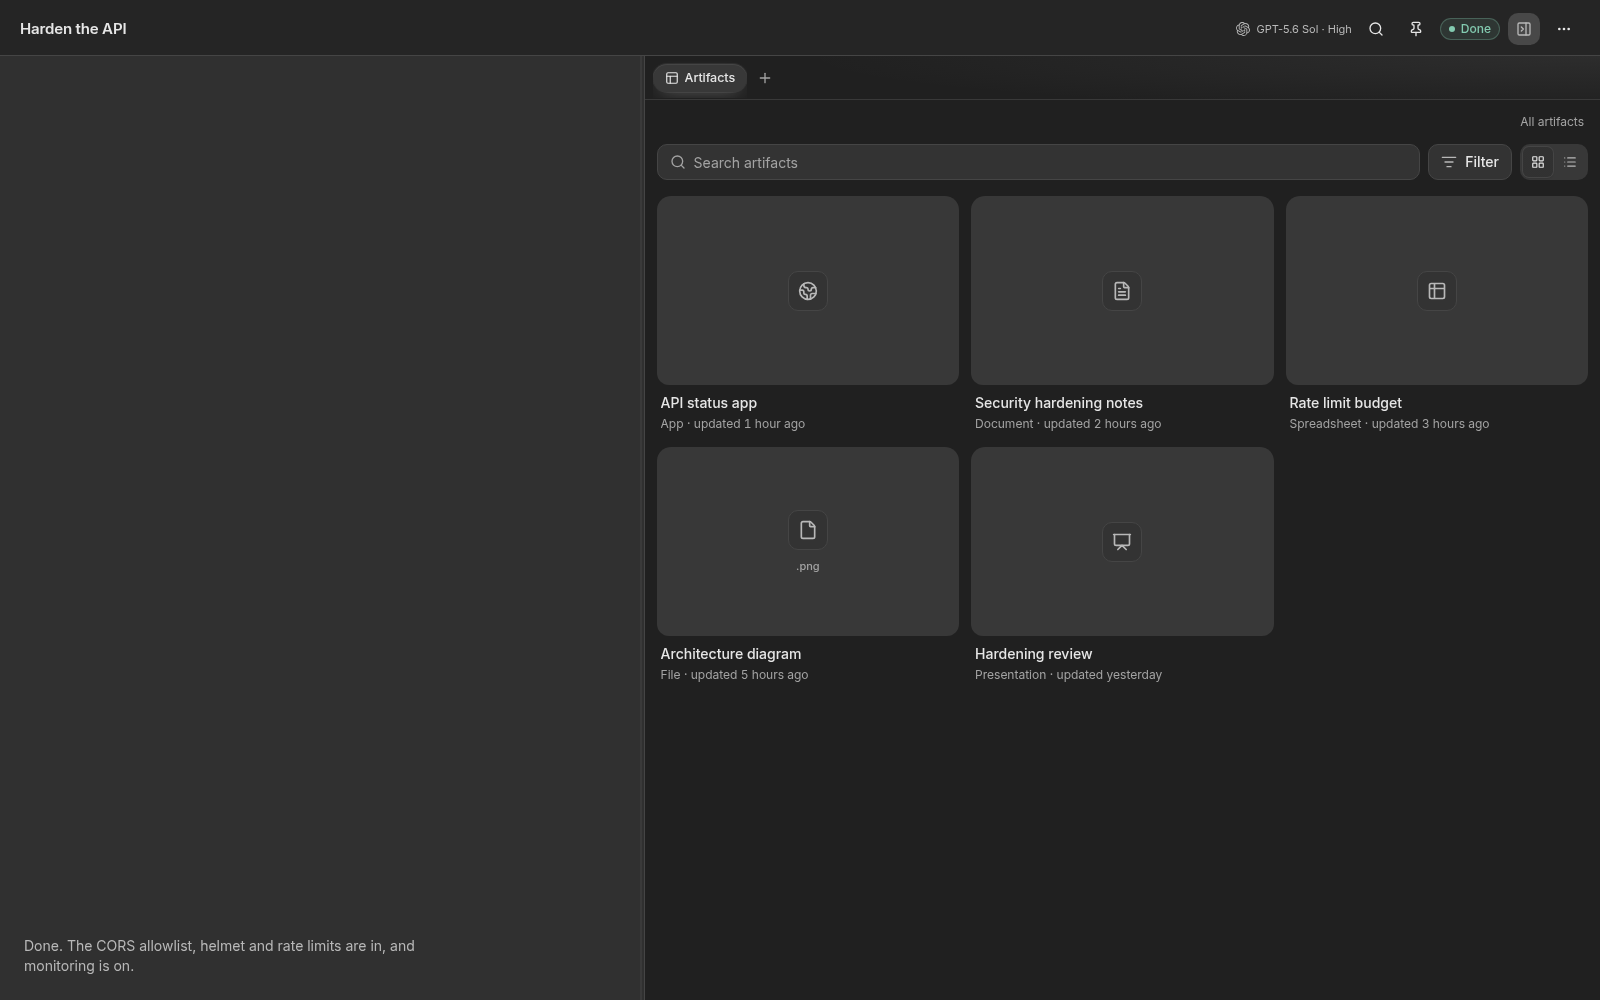 Harden the API
GPT-5.6 Sol · High
Done
Artifacts
All artifacts
Search artifacts
Filter
API status app
App · updated 1 hour ago
Security hardening notes
Document · updated 2 hours ago
Rate limit budget
Spreadsheet · updated 3 hours ago
.png
Architecture diagram
File · updated 5 hours ago
Hardening review
Presentation · updated yesterday
Done. The CORS allowlist, helmet and rate limits are in, and
monitoring is on.